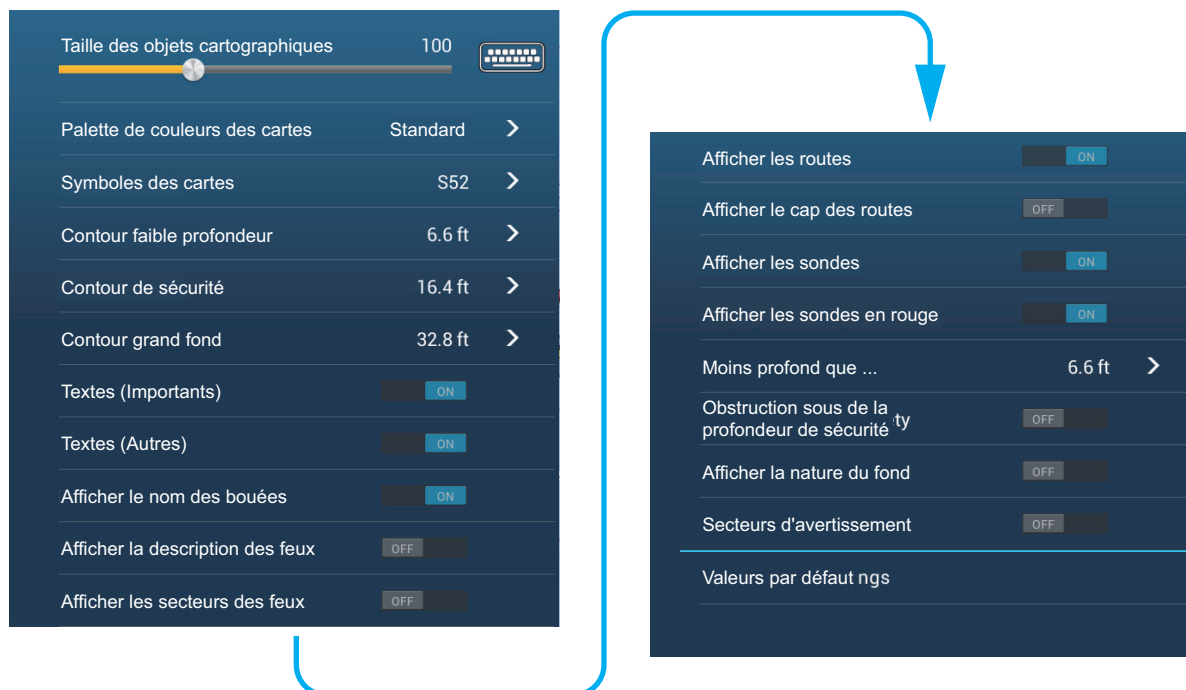 Taille des objets cartographiques 100
Palette de couleurs des cartes Standard
Symboles des cartes S52
Contour faible profondeur 6.6 ft
Contour de sécurité 16.4 ft
Contour grand fond 32.8 ft
Textes (Importants) ON
Textes (Autres) ON
Afficher le nom des bouées ON
Afficher la description des feux OFF
Afficher les secteurs des feux OFF
Afficher les routes ON
Afficher le cap des routes OFF
Afficher les sondes ON
Afficher les sondes en rouge ON
Moins profond que ... 6.6 ft
Obstruction sous de la
profondeur de sécurité ty OFF
Afficher la nature du fond OFF
Secteurs d'avertissement OFF
Valeurs par défaut ngs